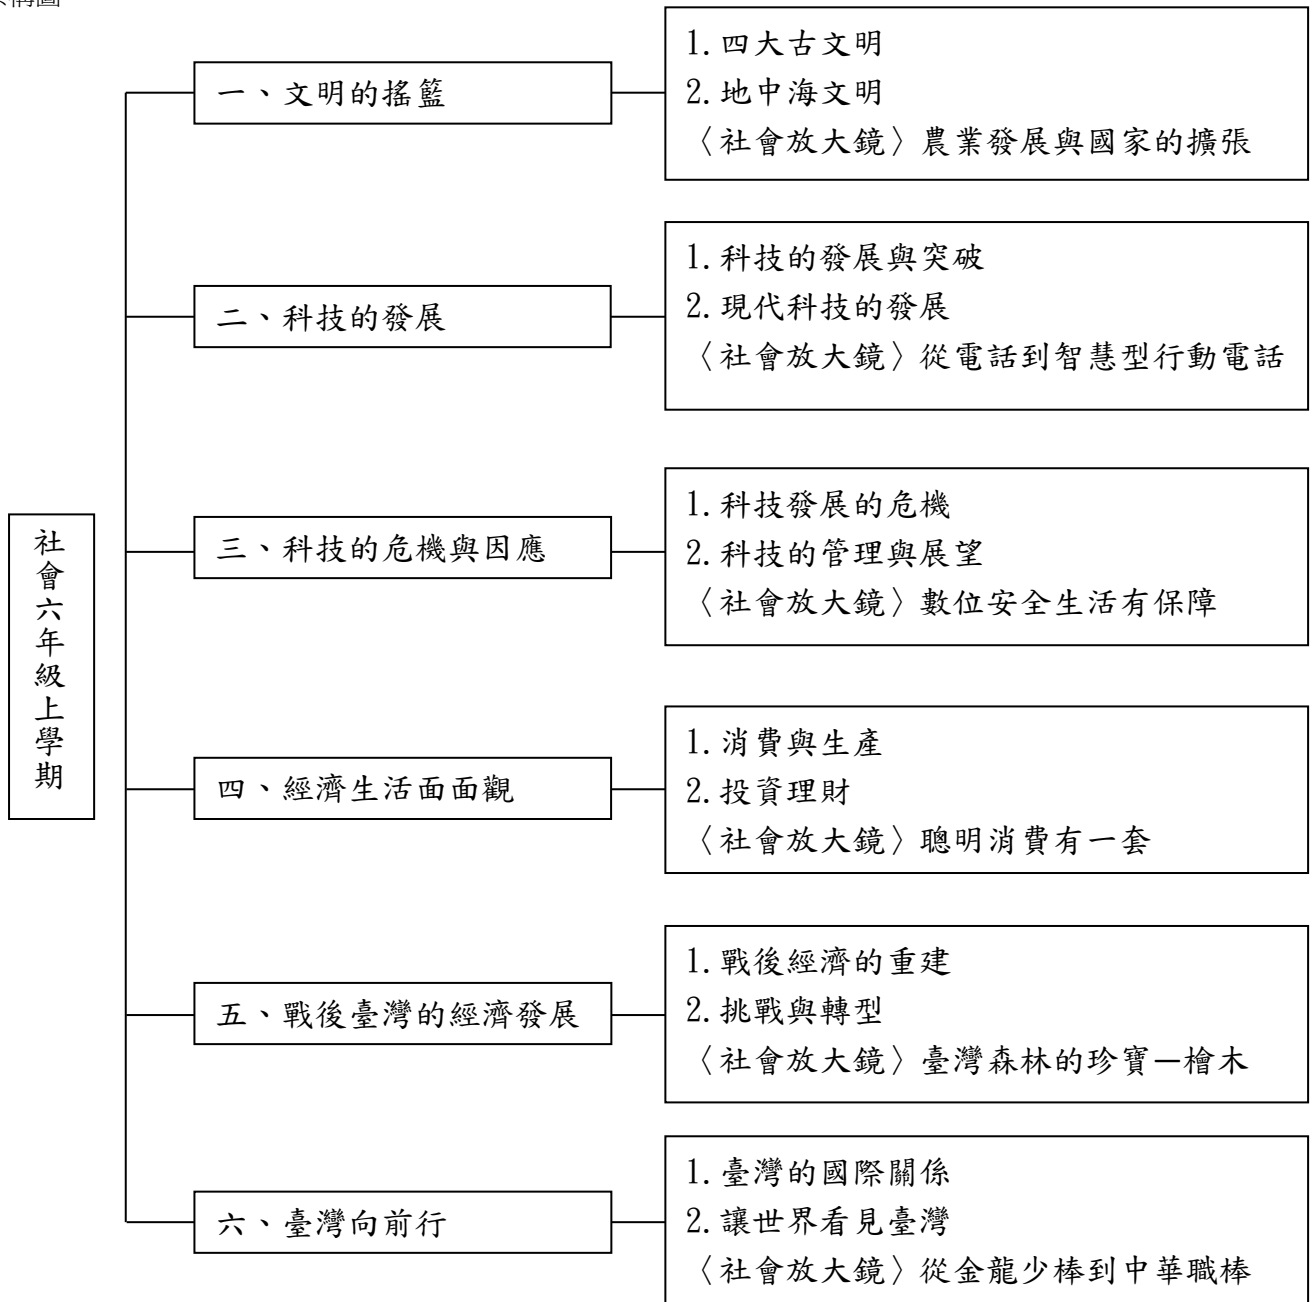 社會六年級上學期
一、文明的搖籃
1.四大古文明
2.地中海文明
〈社會放大鏡〉農業發展與國家的擴張
二、科技的發展
1.科技的發展與突破
2.現代科技的發展
〈社會放大鏡〉從電話到智慧型行動電話
三、科技的危機與因應
1.科技發展的危機
2.科技的管理與展望
〈社會放大鏡〉數位安全生活有保障
四、經濟生活面面觀
1.消費與生產
2.投資理財
〈社會放大鏡〉聰明消費有一套
五、戰後臺灣的經濟發展
1.戰後經濟的重建
2.挑戰與轉型
〈社會放大鏡〉臺灣森林的珍寶—檜木
六、臺灣向前行
1.臺灣的國際關係
2.讓世界看見臺灣
〈社會放大鏡〉從金龍少棒到中華職棒